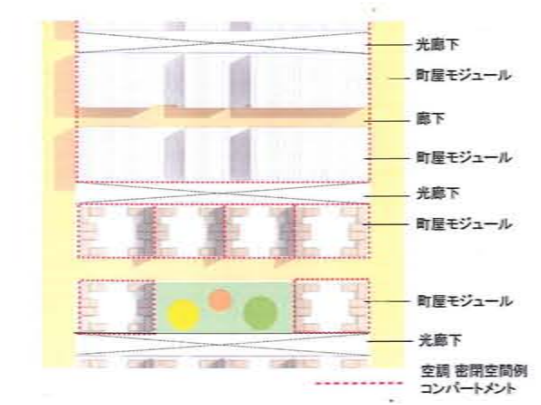 光廊下
町屋モジュール
廊下
町屋モジュール
光廊下
町屋モジュール
町屋モジュール
光廊下
空調 密閉空間例
コンパートメント